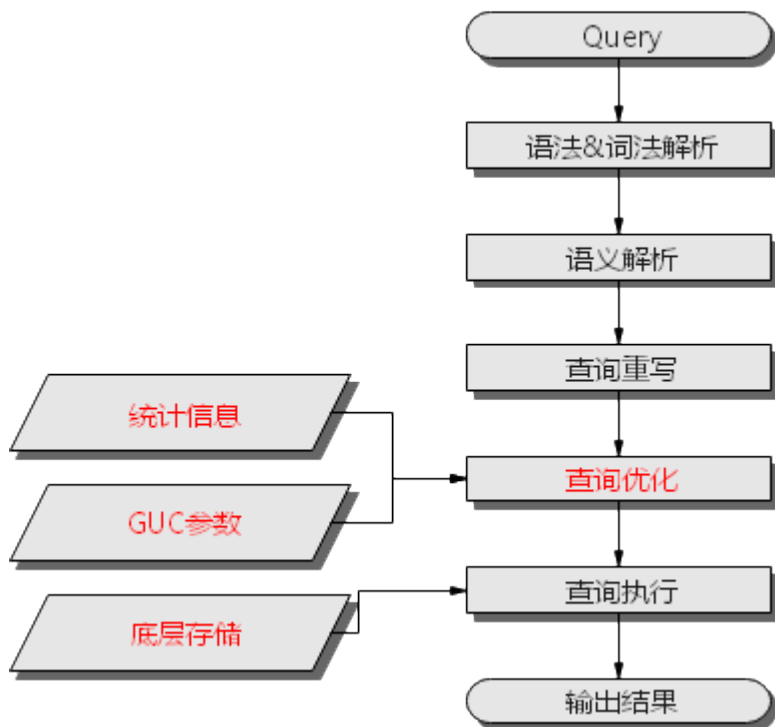 Query
语法&词法解析
语义解析
查询重写
统计信息
查询优化
GUC参数
查询执行
底层存储
输出结果